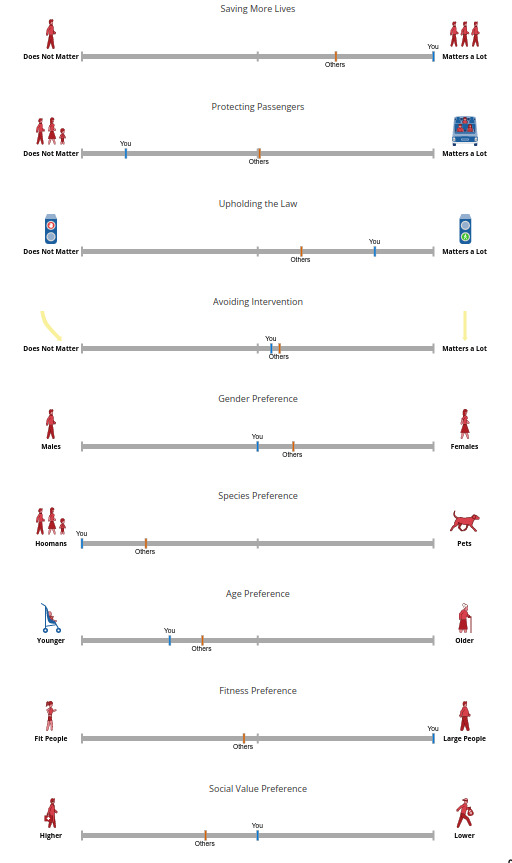 Saving More Lives
You
Does Not Matter
Matters a Lot
Others
Protecting Passengers
You
Does Not Matter
Matters a Lot
Others
Upholding the Law
You
Does Not Matter
Matters a Lot
Others
Avoiding Intervention
You
Does Not Matter
Matters a Lot
Others
Gender Preference
You
Males
Females
Others
Species Preference
You
Hoomans
Pets
Others
Age Preference
You
Younger
Older
Others
Fitness Preference
You
Fit People
Large People
Others
Social Value Preference
You
Higher
Lower
Others